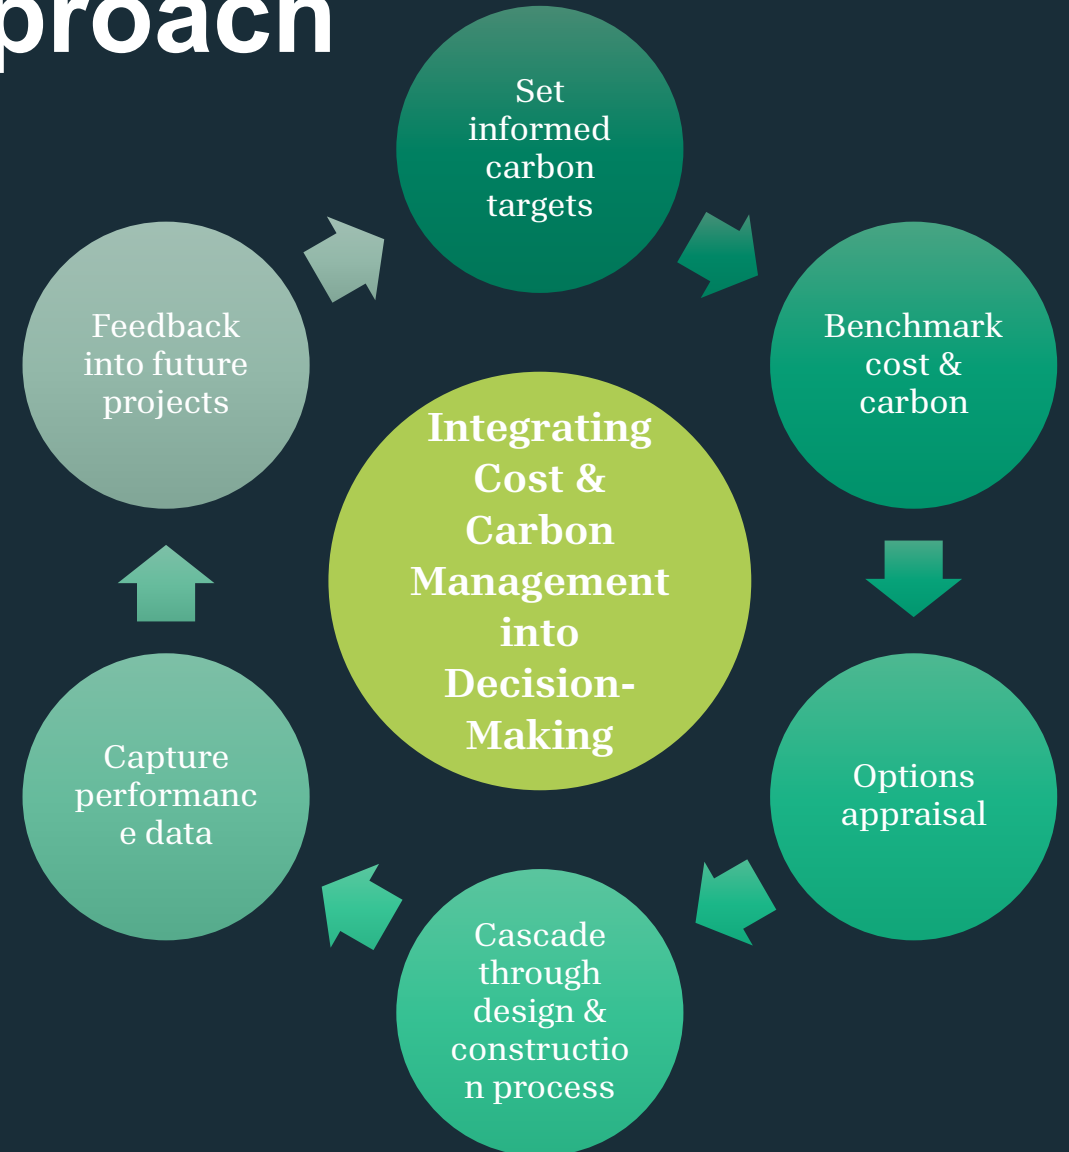 proach
Set
informed
carbon
targets
Benchmark
cost &
carbon
Options
appraisal
Cascade
through
design &
constructio
n process
Capture
performanc
e data
Feedback
into future
projects
Integrating
Cost &
Carbon
Management
into
Decision-
Making